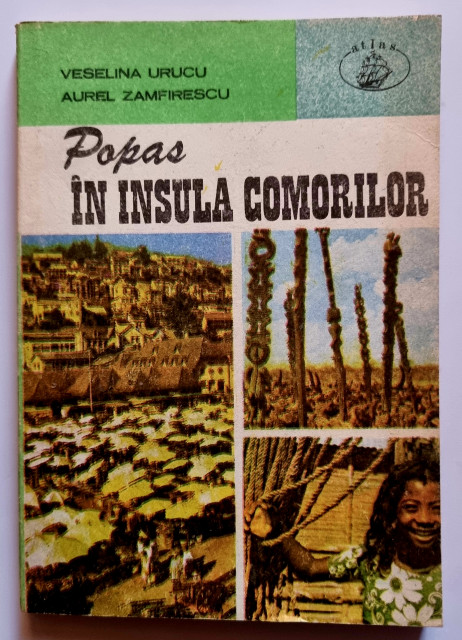 VESELINA URUCU
AUREL ZAMFIRESCU
atlas
Popas
ÎN INSULA COMORILOR